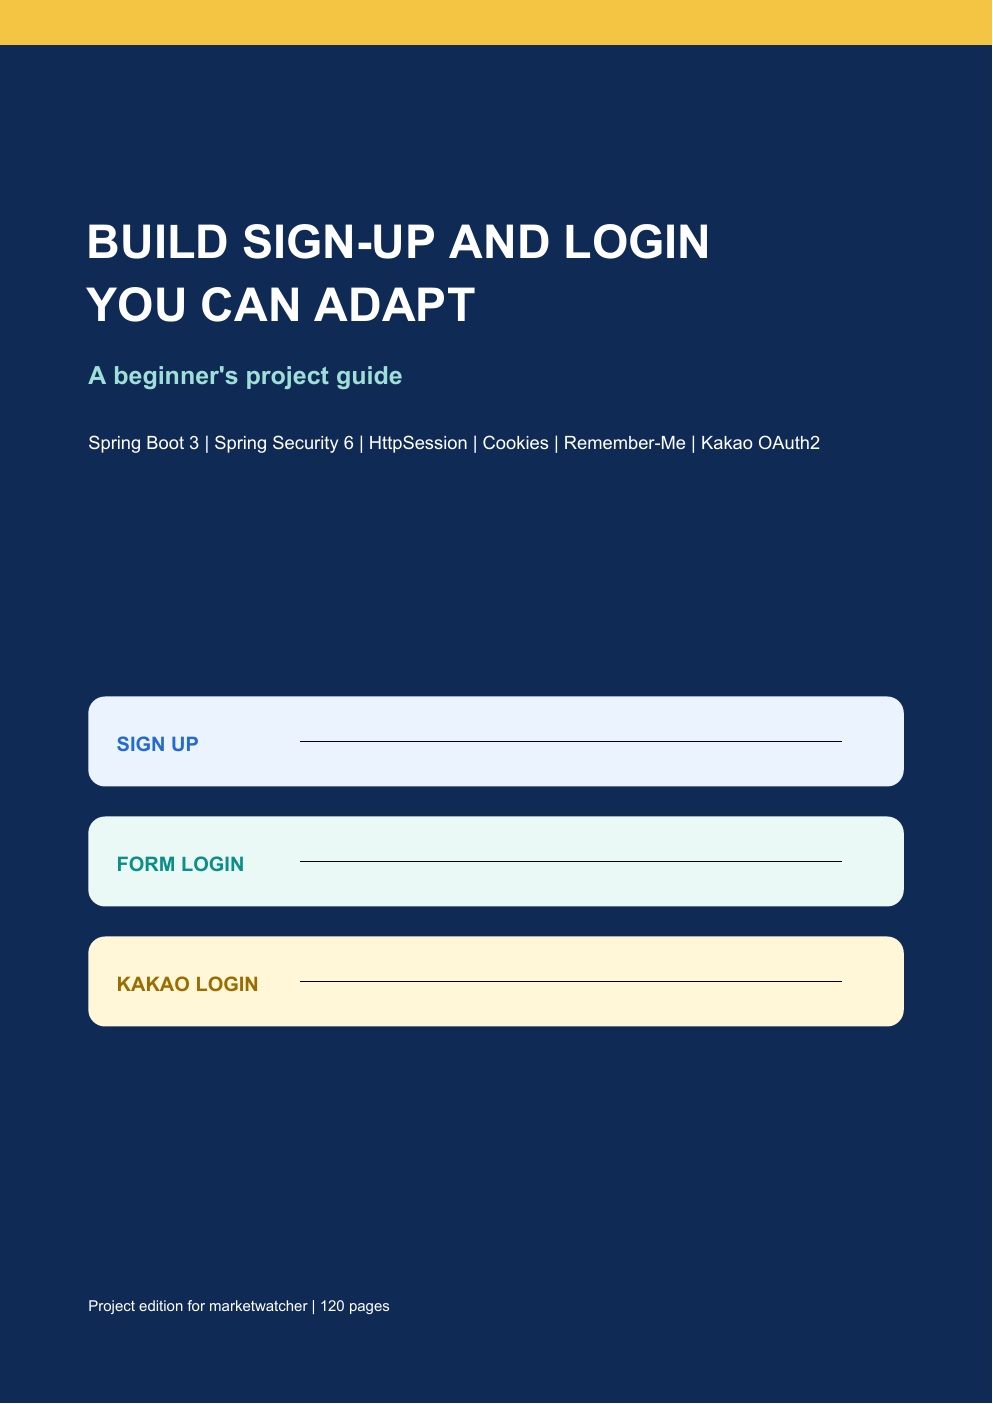 BUILD SIGN-UP AND LOGIN
YOU CAN ADAPT
A beginner's project guide
Spring Boot 3 | Spring Security 6 | HttpSession | Cookies | Remember-Me | Kakao OAuth2
SIGN UP
FORM LOGIN
KAKAO LOGIN
Project edition for marketwatcher | 120 pages